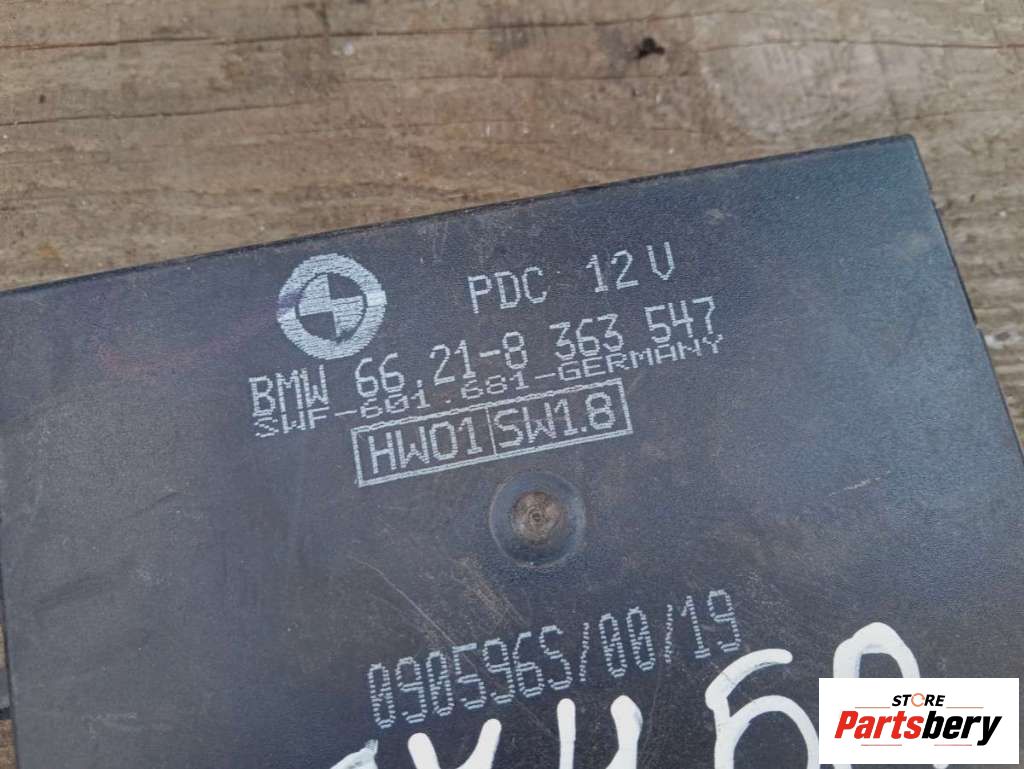 PDC 12V
BMW 66.21-8 363 547
SWF-601.681-GERMANY
HW01 SW1.8
090596S/00/19
STORE
Partsbery